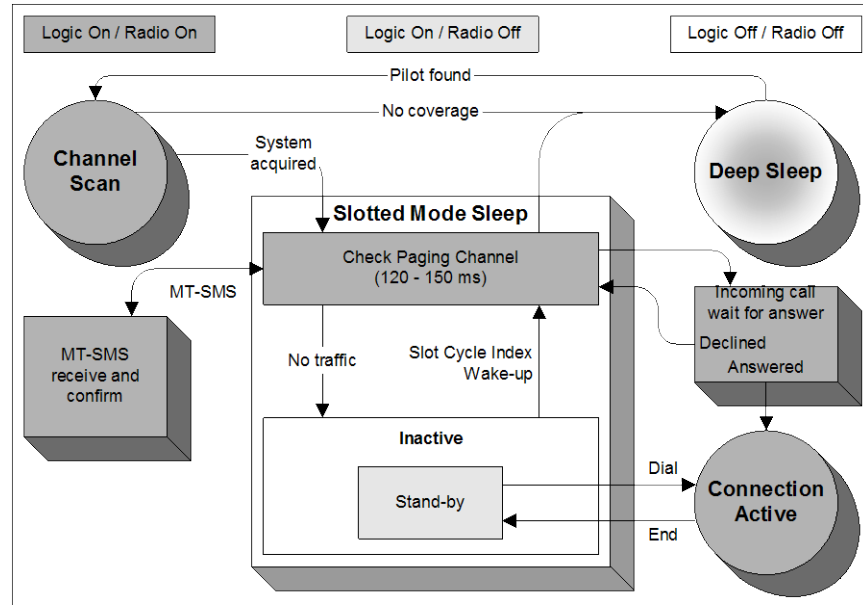 Logic On / Radio On
Logic On / Radio Off
Logic Off / Radio Off
Pilot found
No coverage
Channel
Scan
System
acquired
Deep Sleep
Slotted Mode Sleep
Check Paging Channel
(120 - 150 ms)
MT-SMS
Incoming call
wait for answer
Declined
Answered
MT-SMS
receive and
confirm
No traffic
Slot Cycle Index
Wake-up
Inactive
Stand-by
Dial
End
Connection
Active